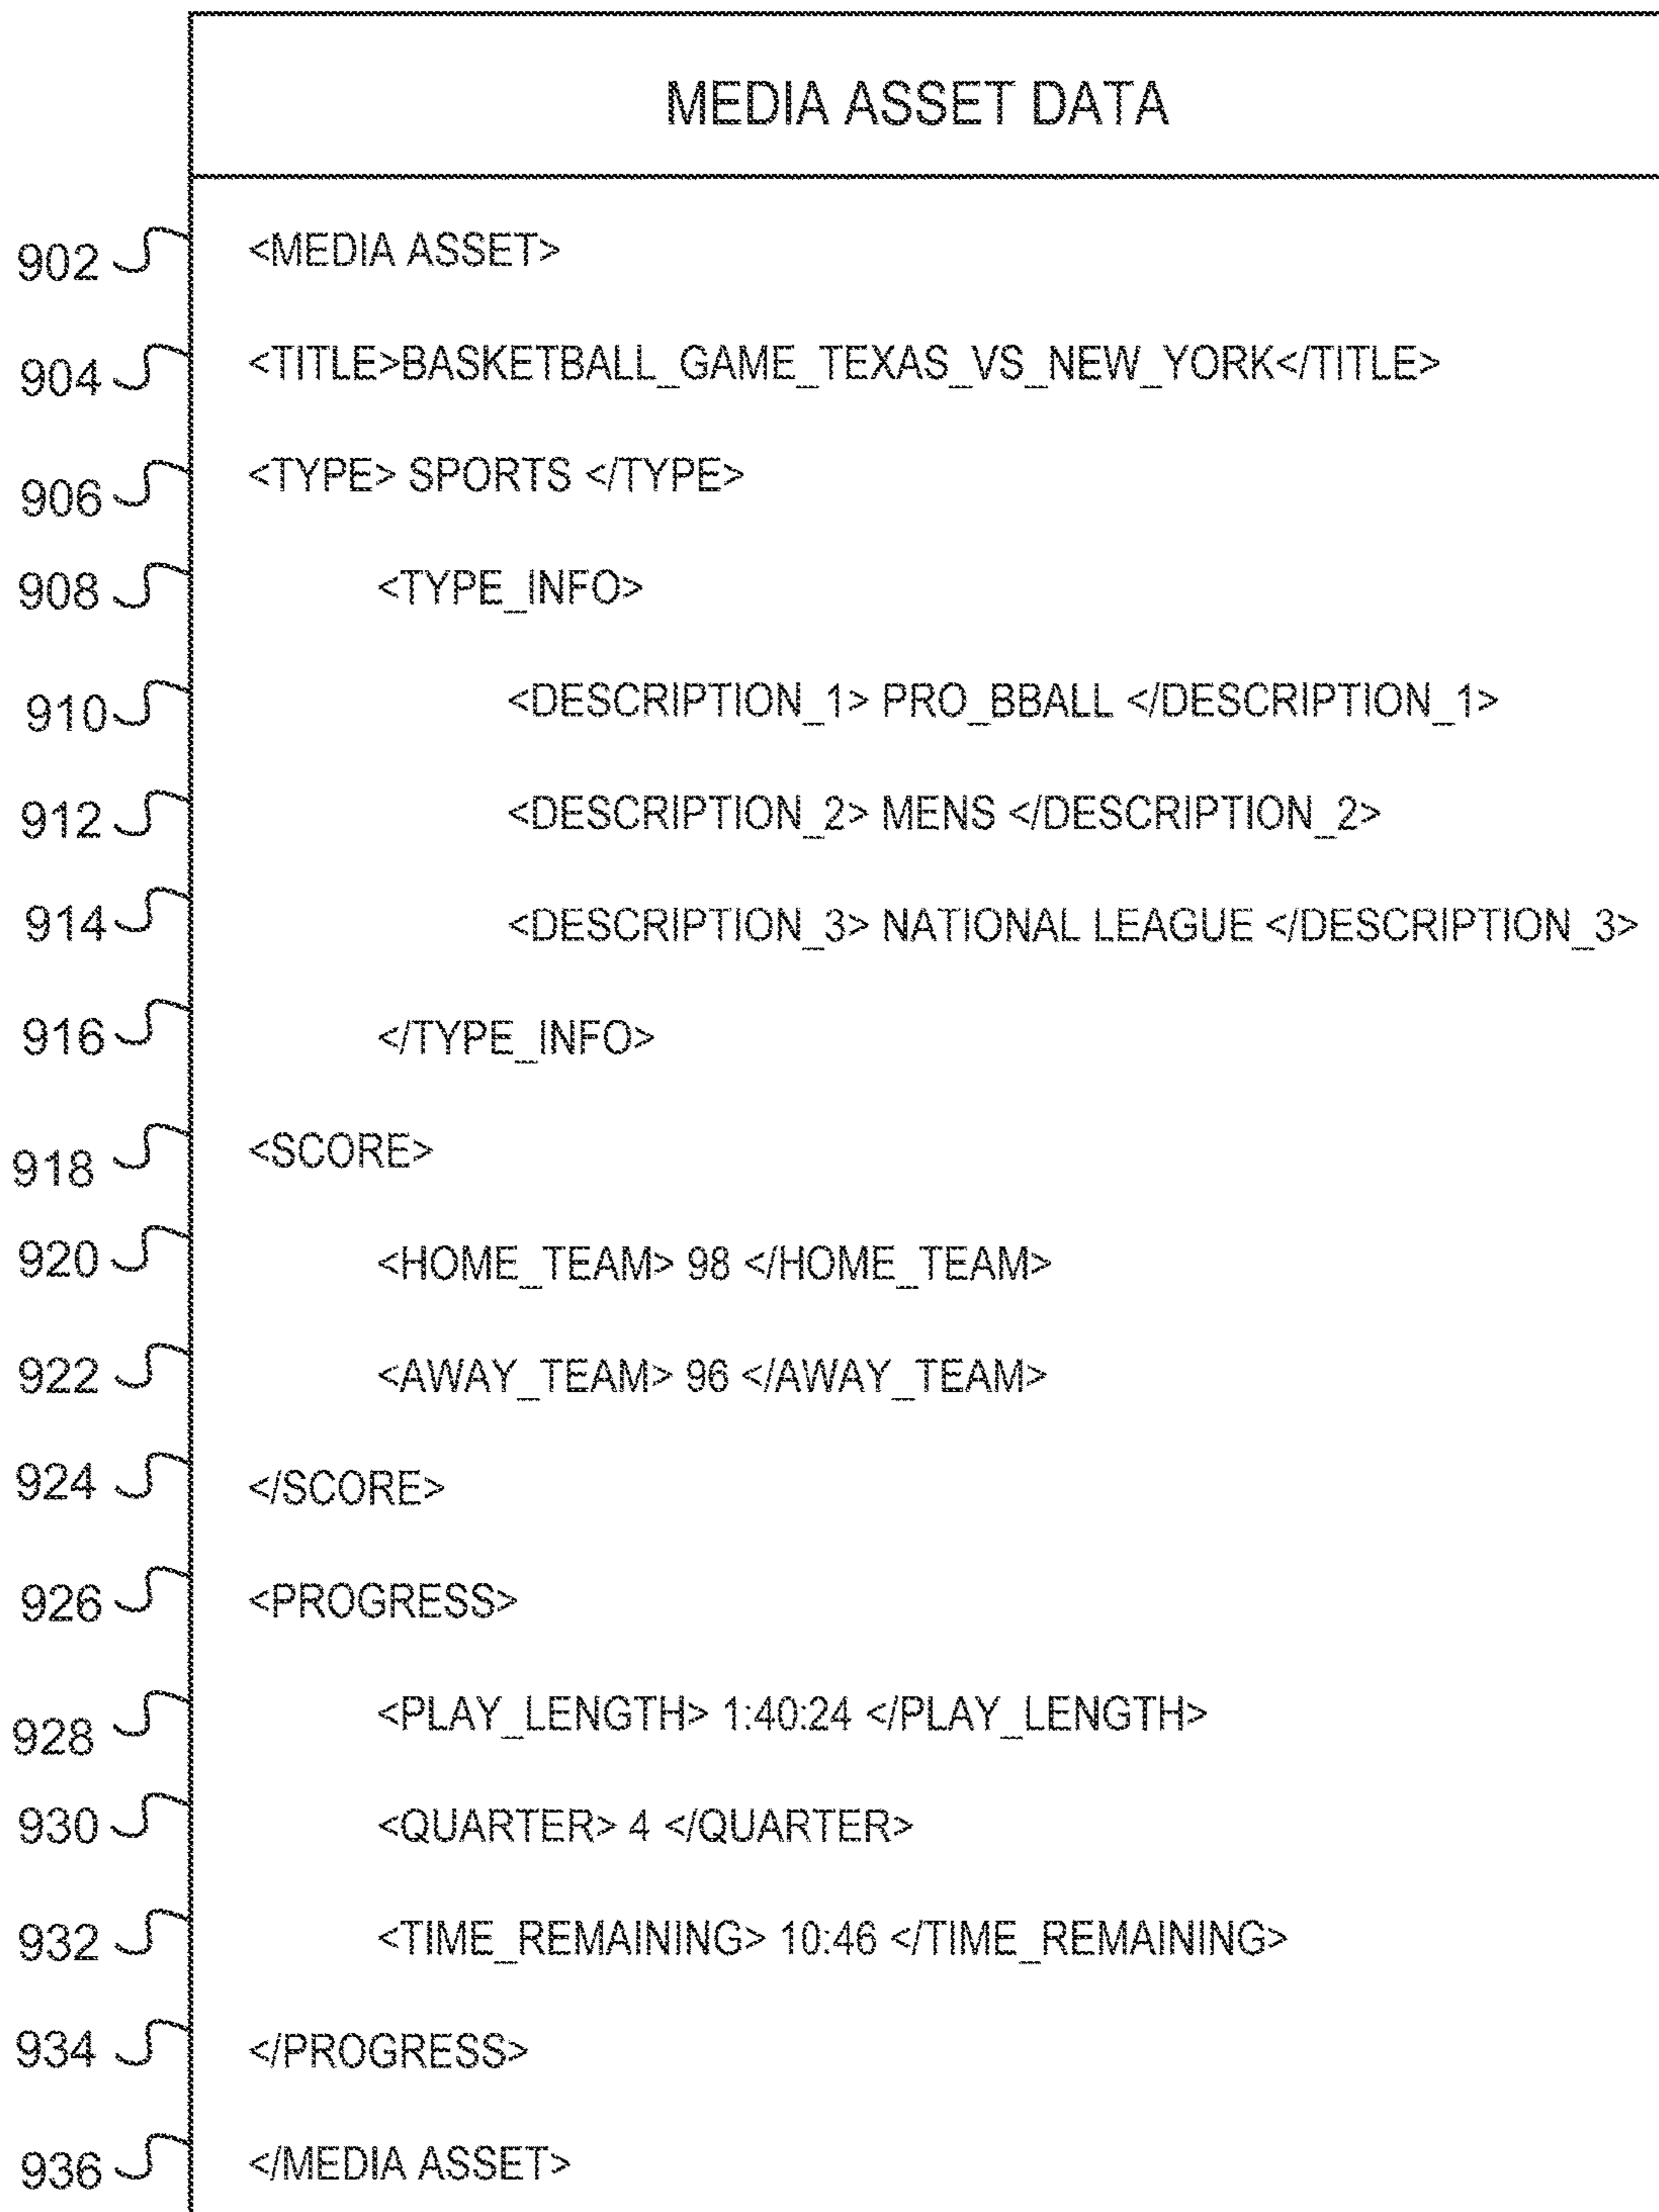 MEDIA ASSET DATA
902 <MEDIA ASSET>
904 <TITLE>BASKETBALL_GAME_TEXAS_VS_NEW_YORK</TITLE>
906 <TYPE> SPORTS </TYPE>
908 <TYPE_INFO>
910 <DESCRIPTION_1> PRO_BBALL </DESCRIPTION_1>
912 <DESCRIPTION_2> MENS </DESCRIPTION_2>
914 <DESCRIPTION_3> NATIONAL LEAGUE </DESCRIPTION_3>
916 </TYPE_INFO>
918 <SCORE>
920 <HOME_TEAM> 98 </HOME_TEAM>
922 <AWAY_TEAM> 96 </AWAY_TEAM>
924 </SCORE>
926 <PROGRESS>
928 <PLAY_LENGTH> 1:40:24 </PLAY_LENGTH>
930 <QUARTER> 4 </QUARTER>
932 <TIME_REMAINING> 10:46 </TIME_REMAINING>
934 </PROGRESS>
936 </MEDIA ASSET>